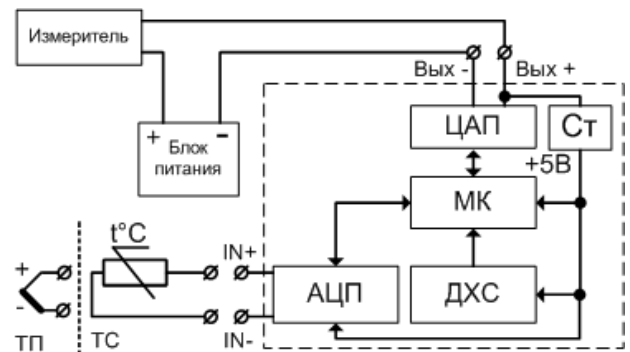 Измеритель
Вых -
Вых +
+ −
Блок
питания
ЦАП
Ст
+5В
МК
t°C
IN+
АЦП
ДХС
+
-
IN-
ТП
ТС